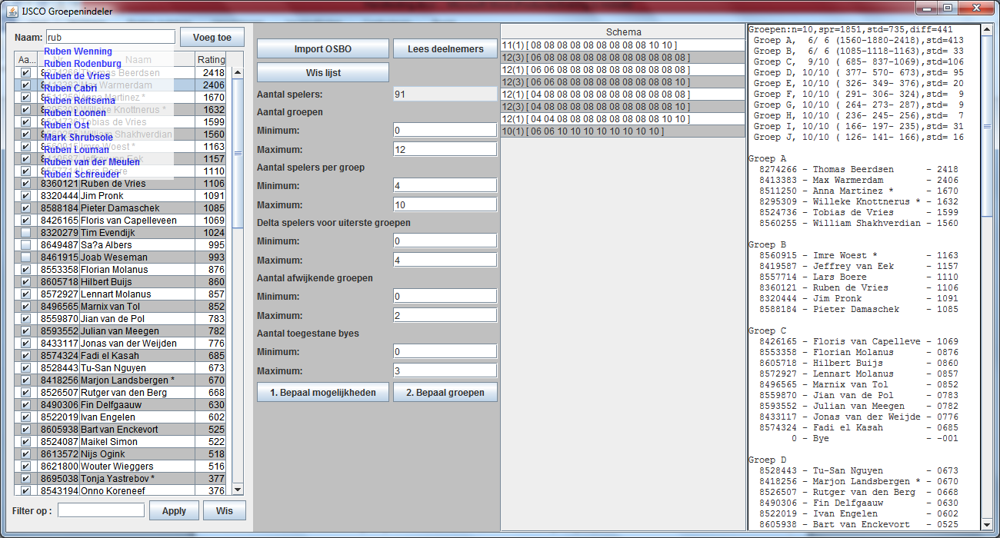 IJSCO Groepenindeler
Naam: rub Voeg toe
Ruben Wenning
Ruben Rodenburg
Ruben de Vries
Ruben Cabri
Ruben Reitsema
Ruben Loonen
Ruben Ost
Mark Shrubsole
Ruben Louman
Ruben van der Meulen
Ruben Schreuder
Aa... Naam Rating
Thomas Beerdsen 2418
Max Warmerdam 2406
Anna Martinez * 1670
Willeke Knottnerus * 1632
Tobias de Vries 1599
William Shakhverdian 1560
Imre Woest * 1163
Jeffrey van Eek 1157
Lars Boere 1110
8360121 Ruben de Vries 1106
8320444 Jim Pronk 1091
8588184 Pieter Damaschek 1085
8426165 Floris van Capelleveen 1069
8320279 Tim Evendijk 1024
8649487 Sa?a Albers 995
8461915 Joab Weseman 993
8553358 Florian Molanus 876
8605718 Hilbert Buijs 860
8572927 Lennart Molanus 857
8496565 Marnix van Tol 852
8559870 Jian van de Pol 783
8593552 Julian van Meegen 782
8433117 Jonas van der Weijden 776
8574324 Fadi el Kasah 685
8528443 Tu-San Nguyen 673
8418256 Marjon Landsbergen * 670
8526507 Rutger van den Berg 668
8490306 Fin Delfgaauw 630
8522019 Ivan Engelen 602
8605938 Bart van Enckevort 525
8524087 Maikel Simon 522
8613572 Nijs Ogink 518
8621800 Wouter Wieggers 516
8695038 Tonja Yastrebov * 377
8543194 Onno Koreneef 376
Filter op : Apply Wis
Import OSBO Lees deelnemers
Wis lijst
Aantal spelers: 91
Aantal groepen
Minimum: 0
Maximum: 12
Aantal spelers per groep
Minimum: 4
Maximum: 10
Delta spelers voor uiterste groepen
Minimum: 0
Maximum: 4
Aantal afwijkende groepen
Minimum: 0
Maximum: 2
Aantal toegestane byes
Minimum: 0
Maximum: 3
1. Bepaal mogelijkheden 2. Bepaal groepen
Schema
11(1) [ 08 08 08 08 08 08 08 08 08 10 10 ]
12(3) [ 06 06 08 08 08 08 08 08 08 08 08 08 ]
12(1) [ 06 06 08 08 08 08 08 08 08 08 08 08 ]
12(3) [ 06 06 08 08 08 08 08 08 08 08 08 10 ]
12(1) [ 04 08 08 08 08 08 08 08 08 08 08 08 ]
12(3) [ 04 08 08 08 08 08 08 08 08 08 08 10 ]
12(1) [ 04 04 08 08 08 08 08 08 08 08 10 10 ]
10(1) [ 06 06 10 10 10 10 10 10 10 10 ]
Groepen:n=10,spr=1851,std=735,diff=441
Groep A, 6/ 6 (1560-1880-2418),std=413
Groep B, 6/ 6 (1085-1118-1163),std= 33
Groep C, 9/10 ( 685- 837-1069),std=106
Groep D, 10/10 ( 377- 570- 673),std= 95
Groep E, 10/10 ( 326- 349- 376),std= 20
Groep F, 10/10 ( 291- 306- 324),std= 9
Groep G, 10/10 ( 264- 273- 287),std= 9
Groep H, 10/10 ( 236- 245- 256),std= 7
Groep I, 10/10 ( 166- 197- 235),std= 31
Groep J, 10/10 ( 126- 141- 166),std= 16
Groep A
8274266 - Thomas Beerdsen - 2418
8413383 - Max Warmerdam - 2406
8511250 - Anna Martinez * - 1670
8295309 - Willeke Knottnerus * - 1632
8524736 - Tobias de Vries - 1599
8560255 - William Shakhverdian - 1560
Groep B
8560915 - Imre Woest * - 1163
8419587 - Jeffrey van Eek - 1157
8557714 - Lars Boere - 1110
8360121 - Ruben de Vries - 1106
8320444 - Jim Pronk - 1091
8588184 - Pieter Damaschek - 1085
Groep C
8426165 - Floris van Capelleve - 1069
8553358 - Florian Molanus - 0876
8605718 - Hilbert Buijs - 0860
8572927 - Lennart Molanus - 0857
8496565 - Marnix van Tol - 0852
8559870 - Jian van de Pol - 0783
8593552 - Julian van Meegen - 0782
8433117 - Jonas van der Weijde - 0776
8574324 - Fadi el Kasah - 0685
0 - Bye - -001
Groep D
8528443 - Tu-San Nguyen - 0673
8418256 - Marjon Landsbergen * - 0670
8526507 - Rutger van den Berg - 0668
8490306 - Fin Delfgaauw - 0630
8522019 - Ivan Engelen - 0602
8605938 - Bart van Enckevort - 0525